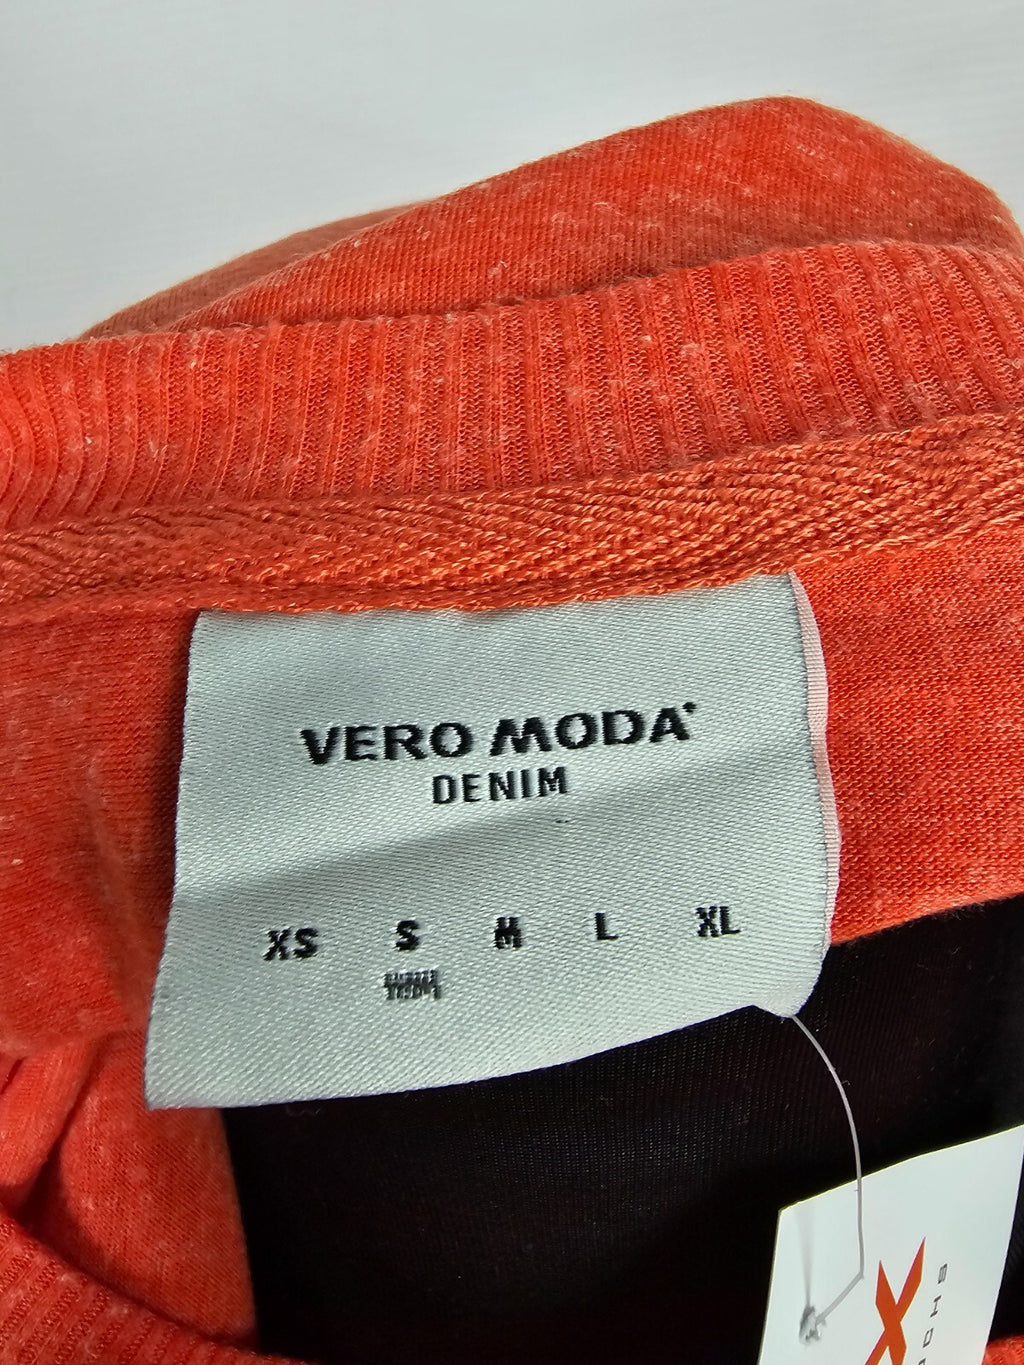 VERO MODA
DENIM
XS S M L XL
X